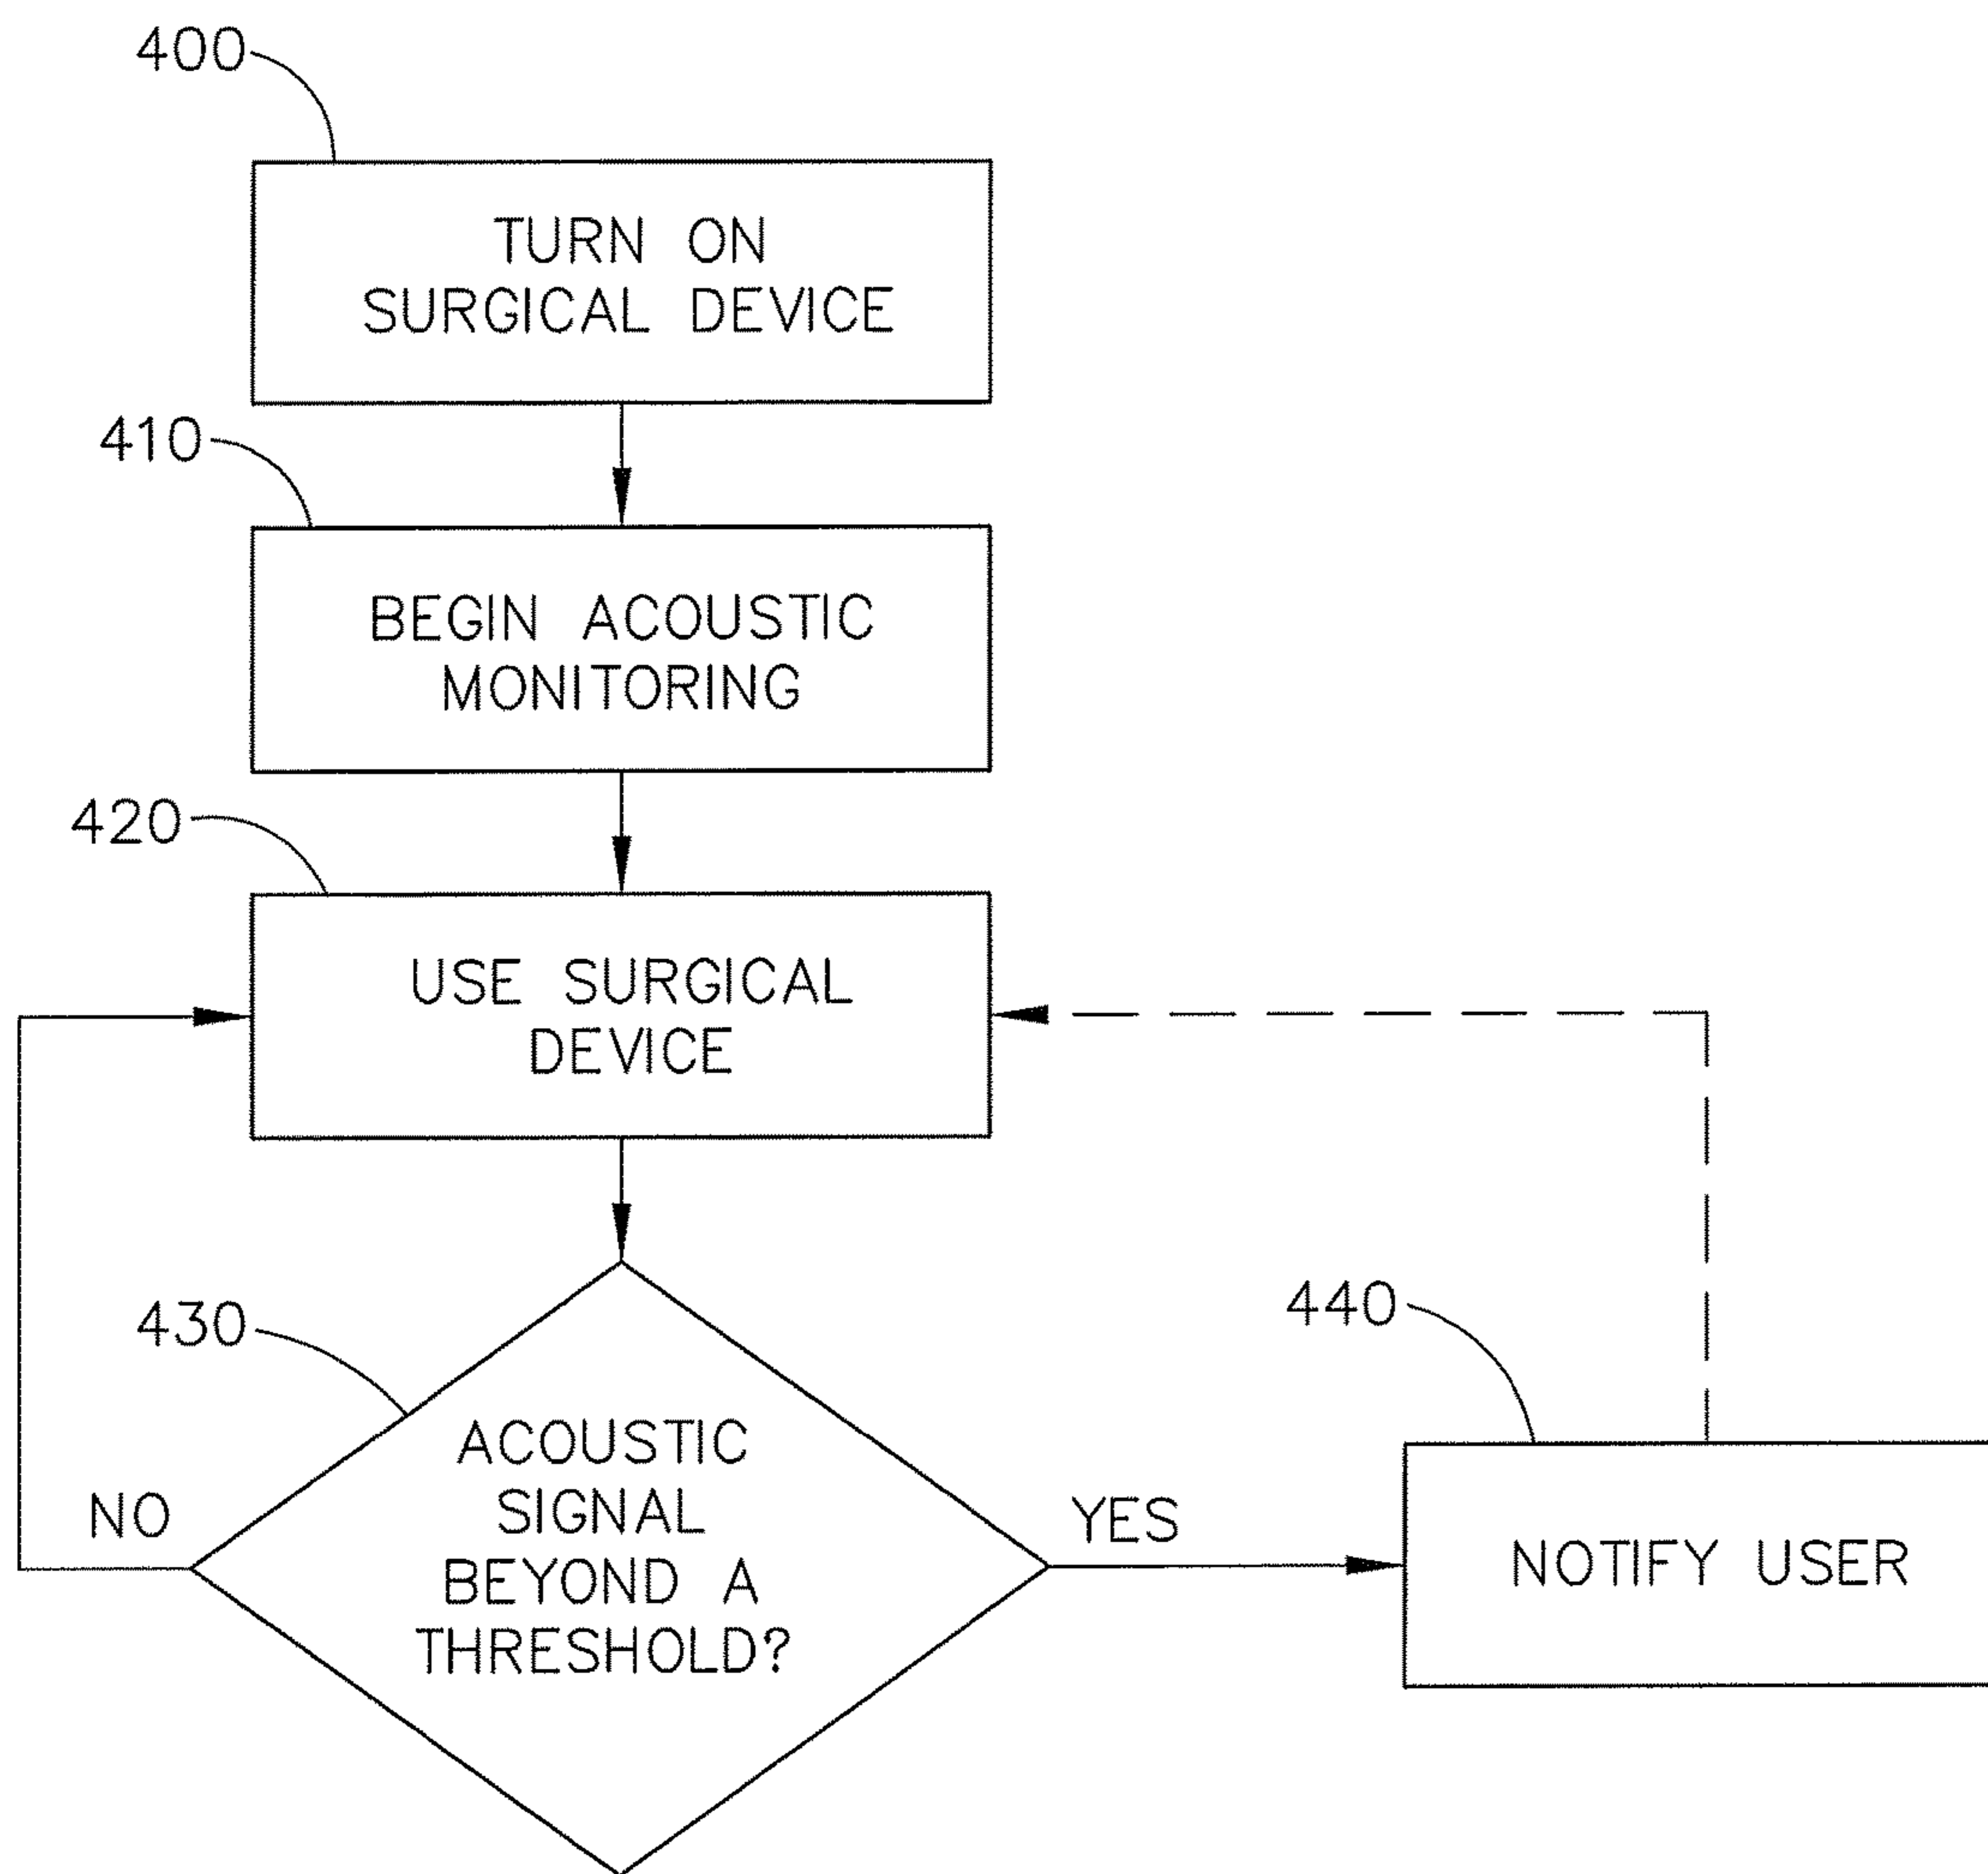 400
TURN ON
SURGICAL DEVICE
410
BEGIN ACOUSTIC
MONITORING
420
USE SURGICAL
DEVICE
430
ACOUSTIC
SIGNAL
BEYOND A
THRESHOLD?
NO
YES
440
NOTIFY USER